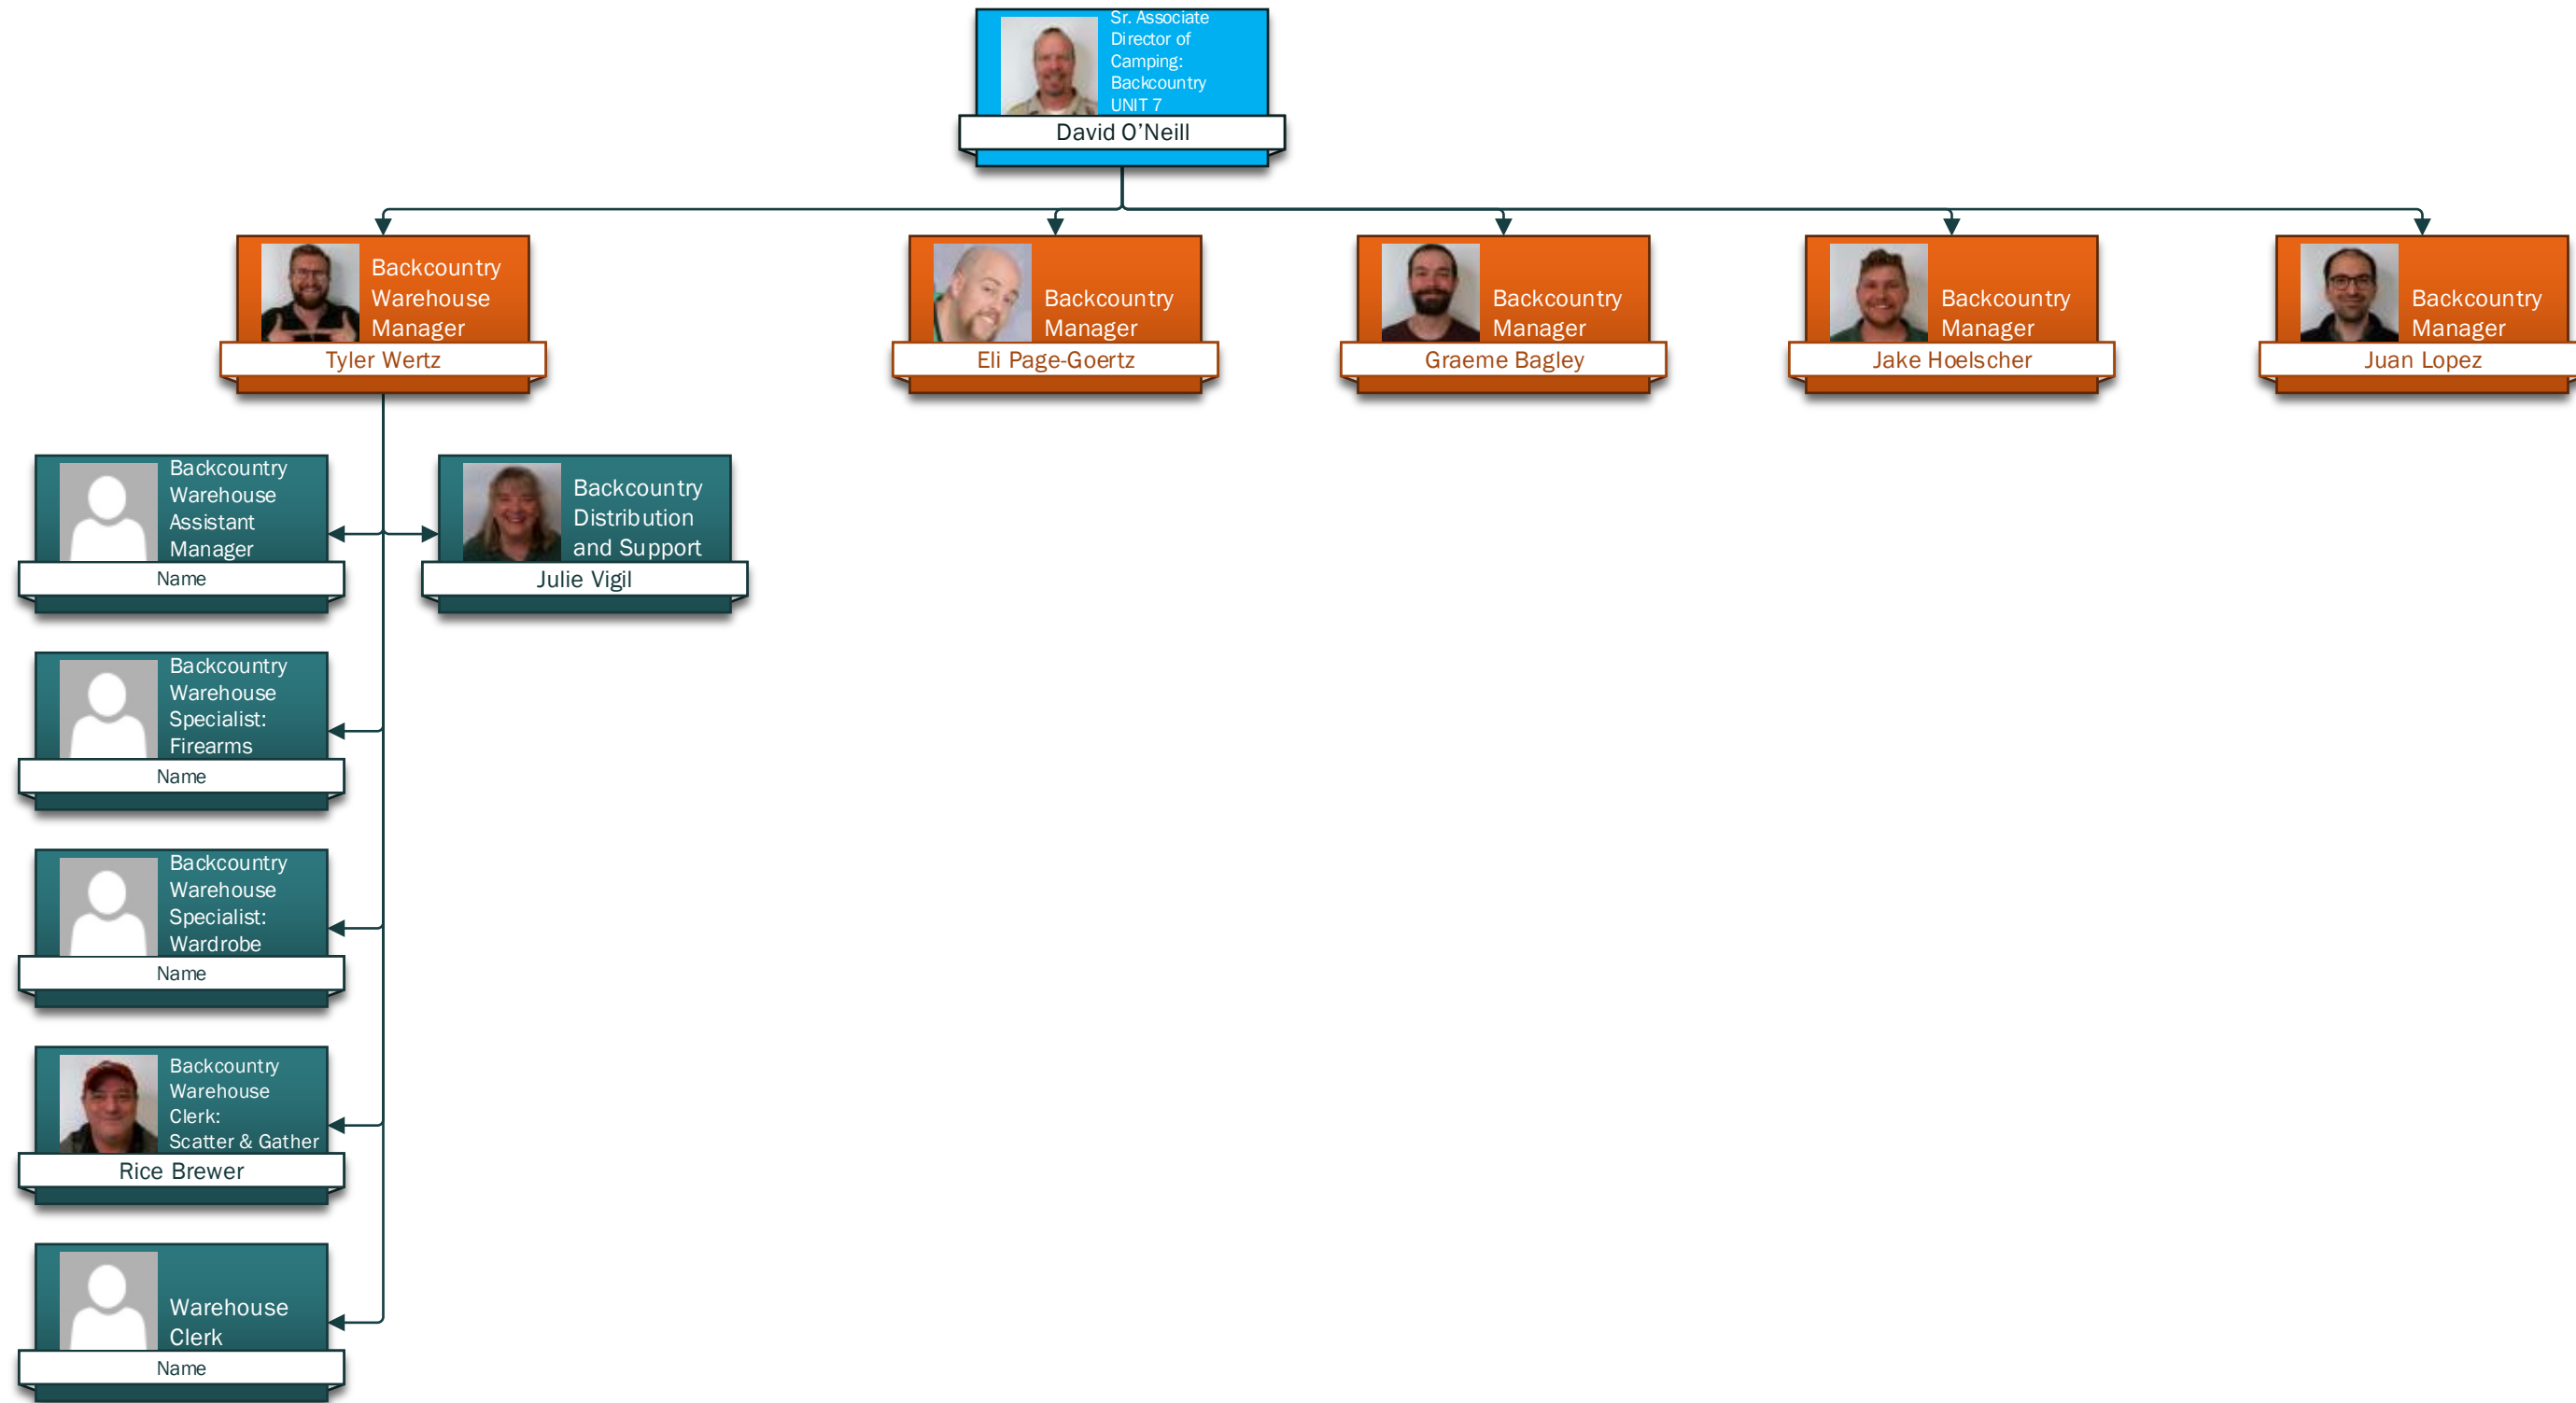 Sr. Associate
Director of
Camping:
Backcountry
UNIT 7
David O’Neill
Backcountry
Warehouse
Manager
Tyler Wertz
Backcountry
Manager
Eli Page-Goertz
Backcountry
Manager
Graeme Bagley
Backcountry
Manager
Jake Hoelscher
Backcountry
Manager
Juan Lopez
Backcountry
Warehouse
Assistant
Manager
Name
Backcountry
Distribution
and Support
Julie Vigil
Backcountry
Warehouse
Specialist:
Firearms
Name
Backcountry
Warehouse
Specialist:
Wardrobe
Name
Backcountry
Warehouse
Clerk:
Scatter & Gather
Rice Brewer
Warehouse
Clerk
Name